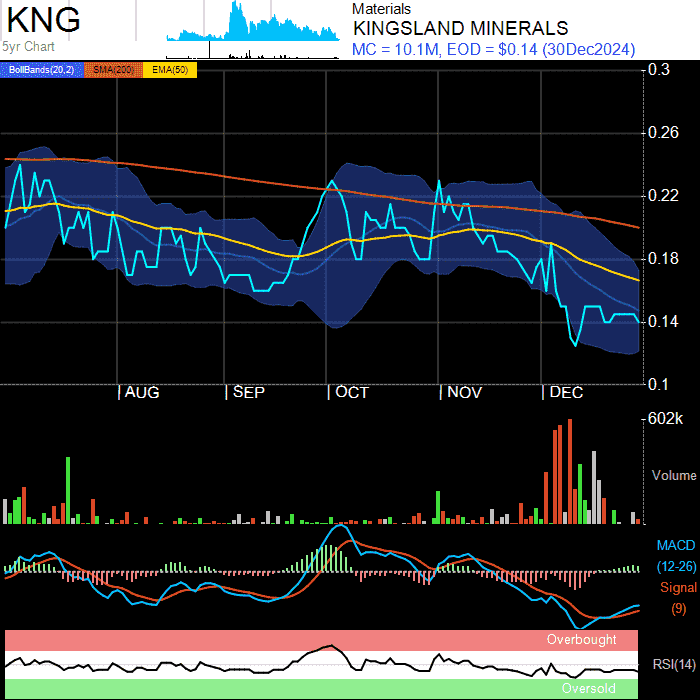 KNG
5yr Chart
Materials
KINGSLAND MINERALS
MC = 10.1M, EOD = $0.14 (30Dec2024)
BollBands(20,2) SMA(200) EMA(50)
0.3
0.26
0.22
0.18
0.14
0.1
AUG SEP OCT NOV DEC
602k
Volume
MACD
(12-26)
Signal
(9)
Overbought
RSI(14)
Oversold